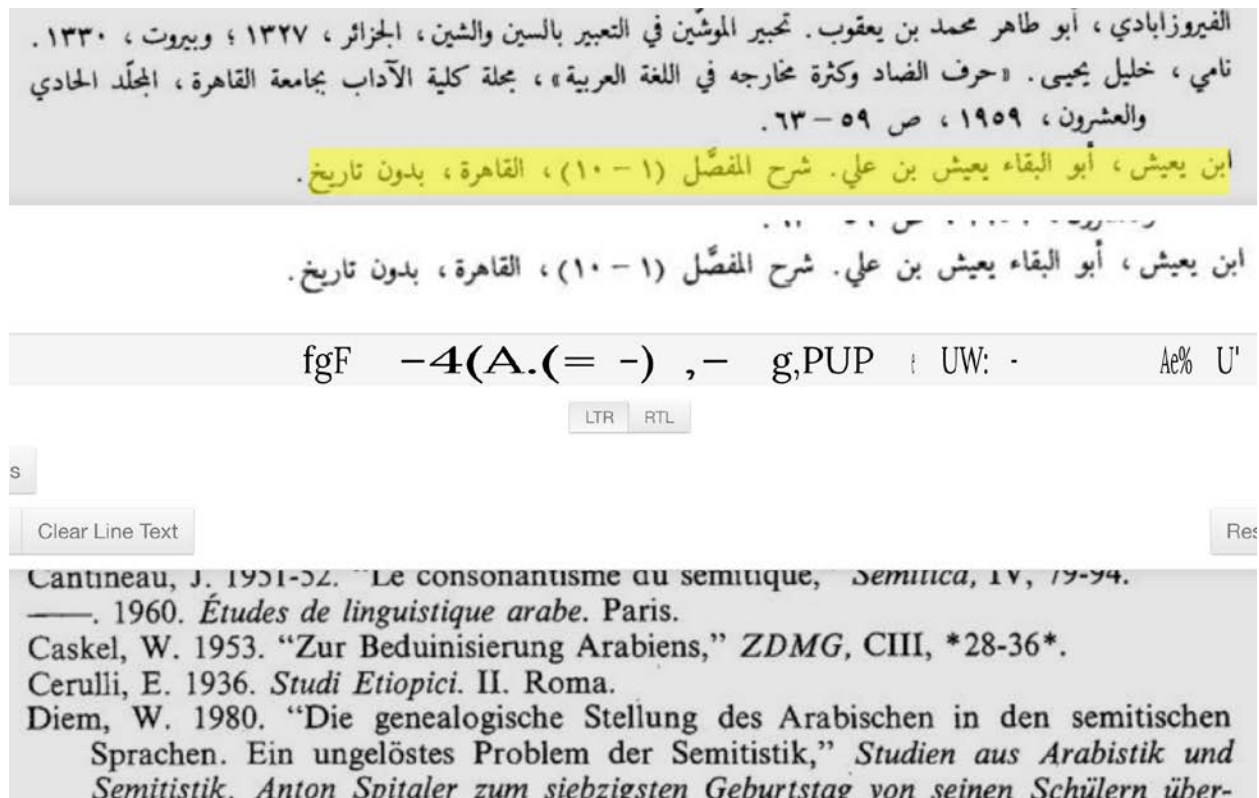 الفيروزابادي ، أبو طاهر محمد بن يعقوب. تحبير الموشّين في التعبير بالسين والشين ، الجزائر ، ١٣٢٧ ؛ وبيروت ، ١٣٣٠.
نامي ، خليل يحيى. «حرف الضاد وكثرة مخارجه في اللغة العربية» ، مجلة كلية الآداب بجامعة القاهرة ، المجلّد الحادي
والعشرون ، ١٩٥٩ ، ص ٥٩ – ٦٣.
ابن يعيش ، أبو البقاء يعيش بن علي. شرح المفصَّل (١ – ١٠) ، القاهرة ، بدون تاريخ.
ابن يعيش ، أبو البقاء يعيش بن علي. شرح المفصَّل (١ – ١٠) ، القاهرة ، بدون تاريخ.
fgF −4(A.(= −) ,− g,PUP UW: - Ae% U'
LTR RTL
s
Clear Line Text Res
Cantineau, J. 1951-52. "Le consonantisme du sémitique," Semitica, IV, 79-94.
——. 1960. Études de linguistique arabe. Paris.
Caskel, W. 1953. "Zur Beduinisierung Arabiens," ZDMG, CIII, *28-36*.
Cerulli, E. 1936. Studi Etiopici. II. Roma.
Diem, W. 1980. "Die genealogische Stellung des Arabischen in den semitischen
Sprachen. Ein ungelöstes Problem der Semitistik," Studien aus Arabistik und
Semitistik, Anton Spitaler zum siebzigsten Geburtstag von seinen Schülern über-